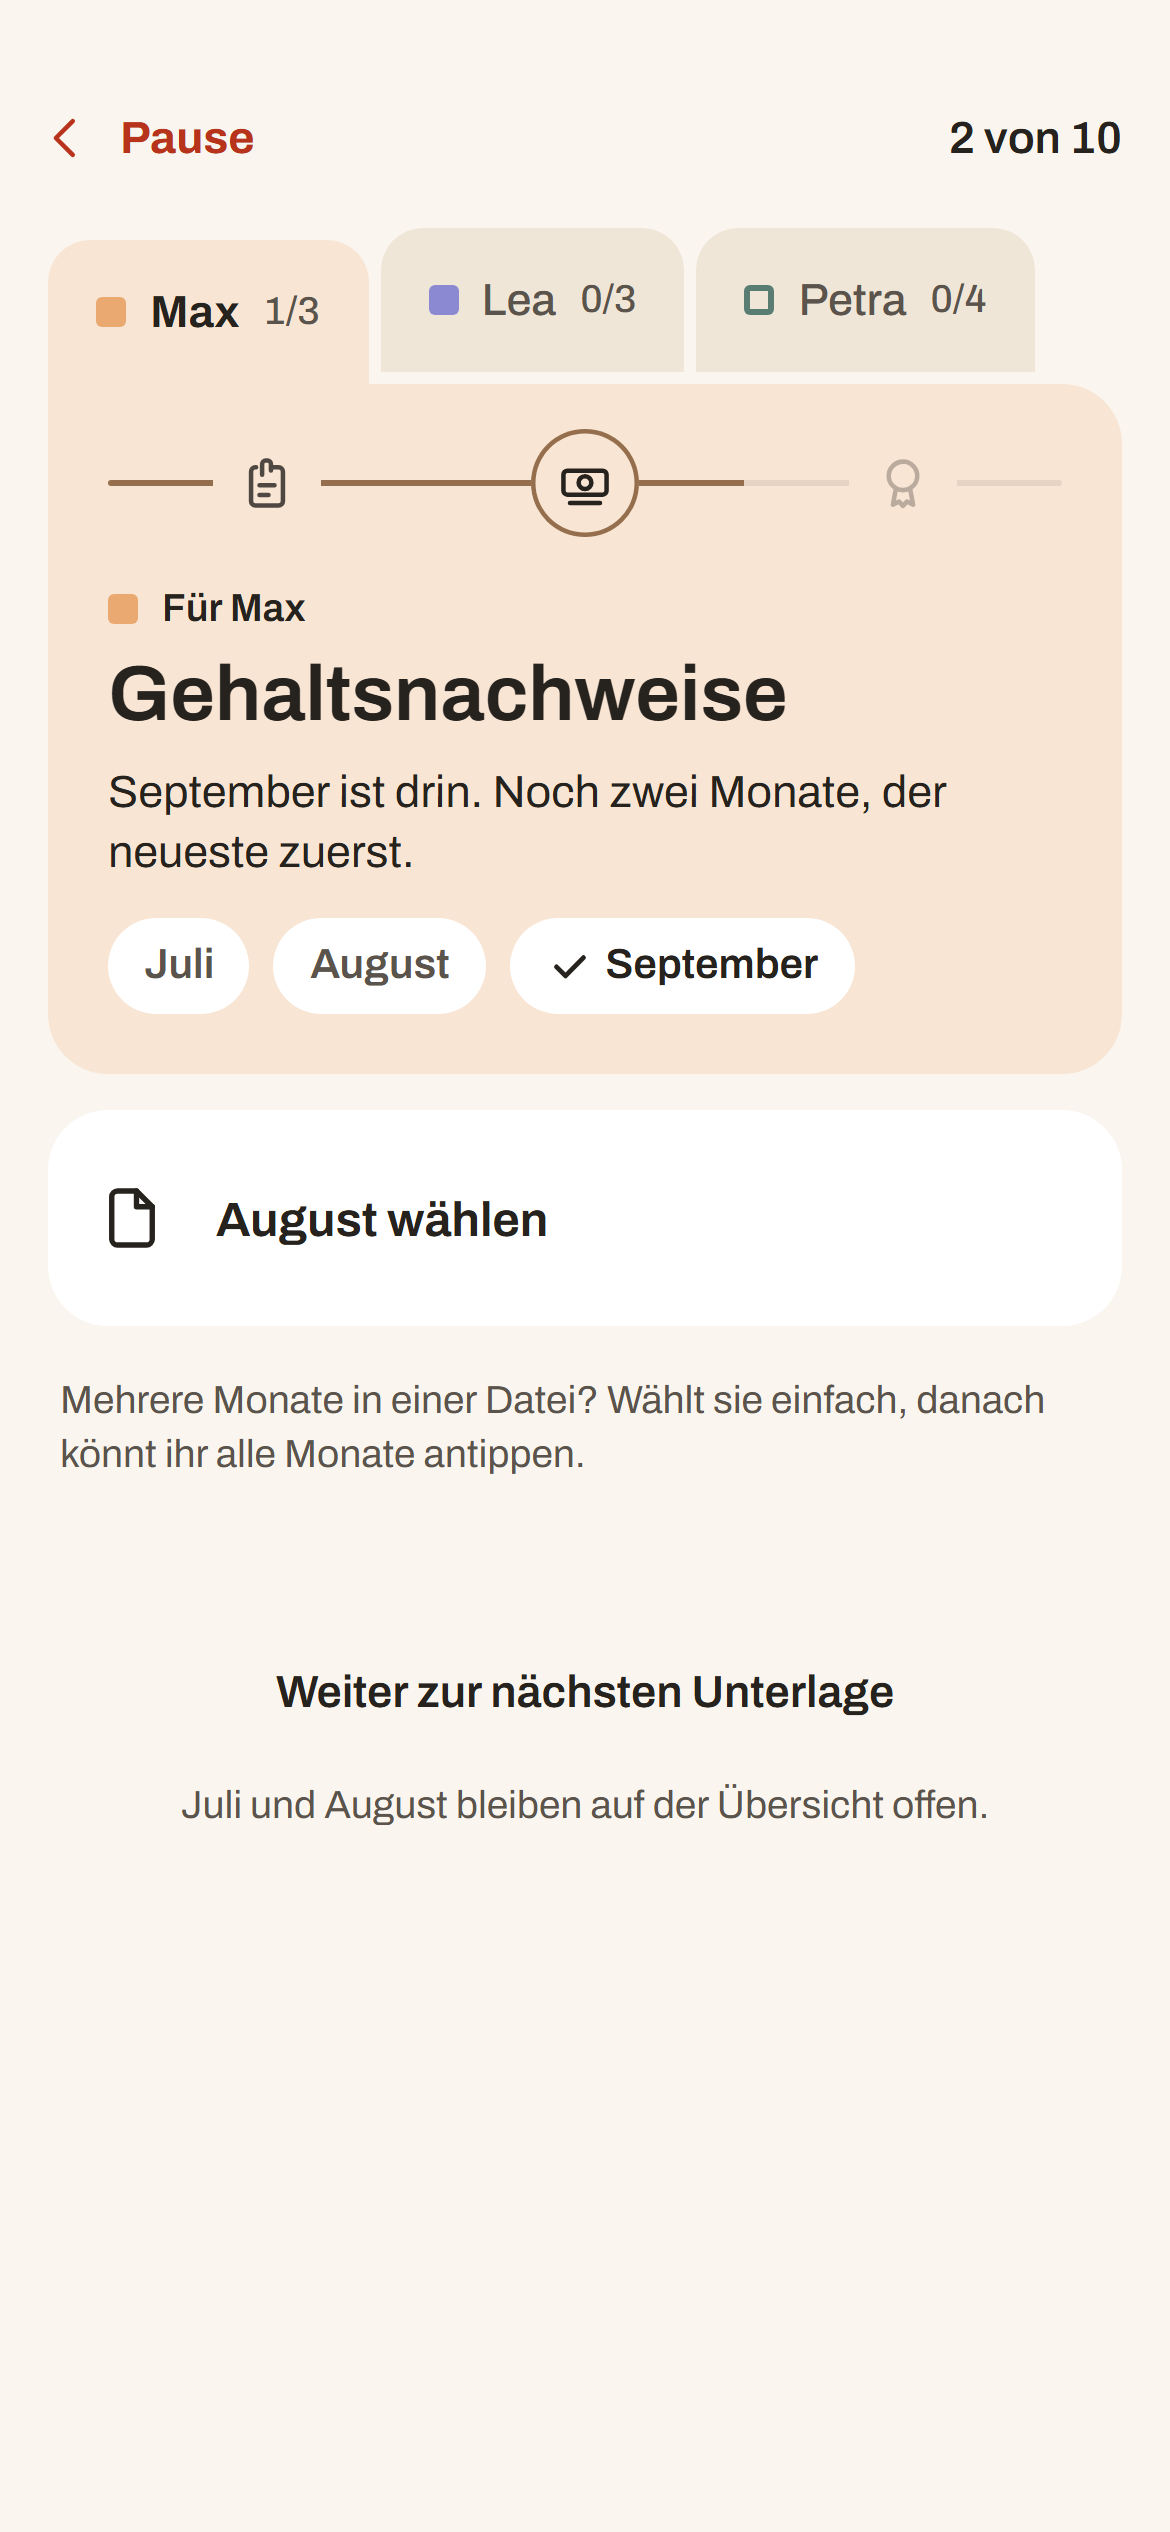 Pause
2 von 10
Max 1/3
Lea 0/3
Petra 0/4
Für Max
Gehaltsnachweise
September ist drin. Noch zwei Monate, der
neueste zuerst.
Juli
August
September
August wählen
Mehrere Monate in einer Datei? Wählt sie einfach, danach
könnt ihr alle Monate antippen.
Weiter zur nächsten Unterlage
Juli und August bleiben auf der Übersicht offen.